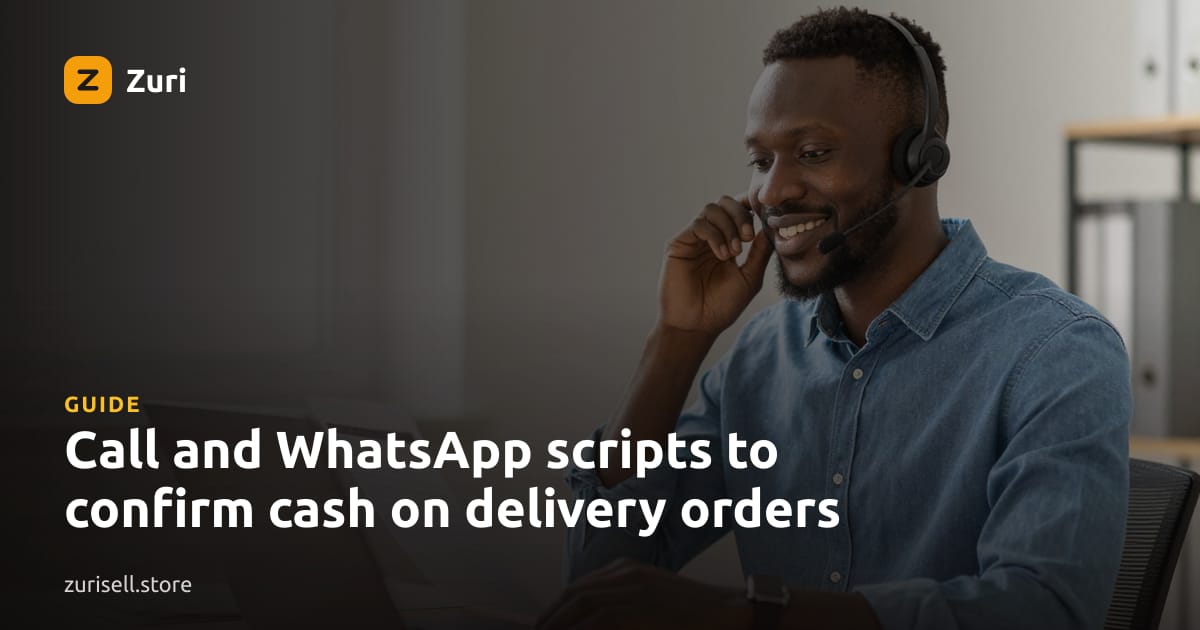 Z Zuri
GUIDE
Call and WhatsApp scripts to
confirm cash on delivery orders
zurisell.store